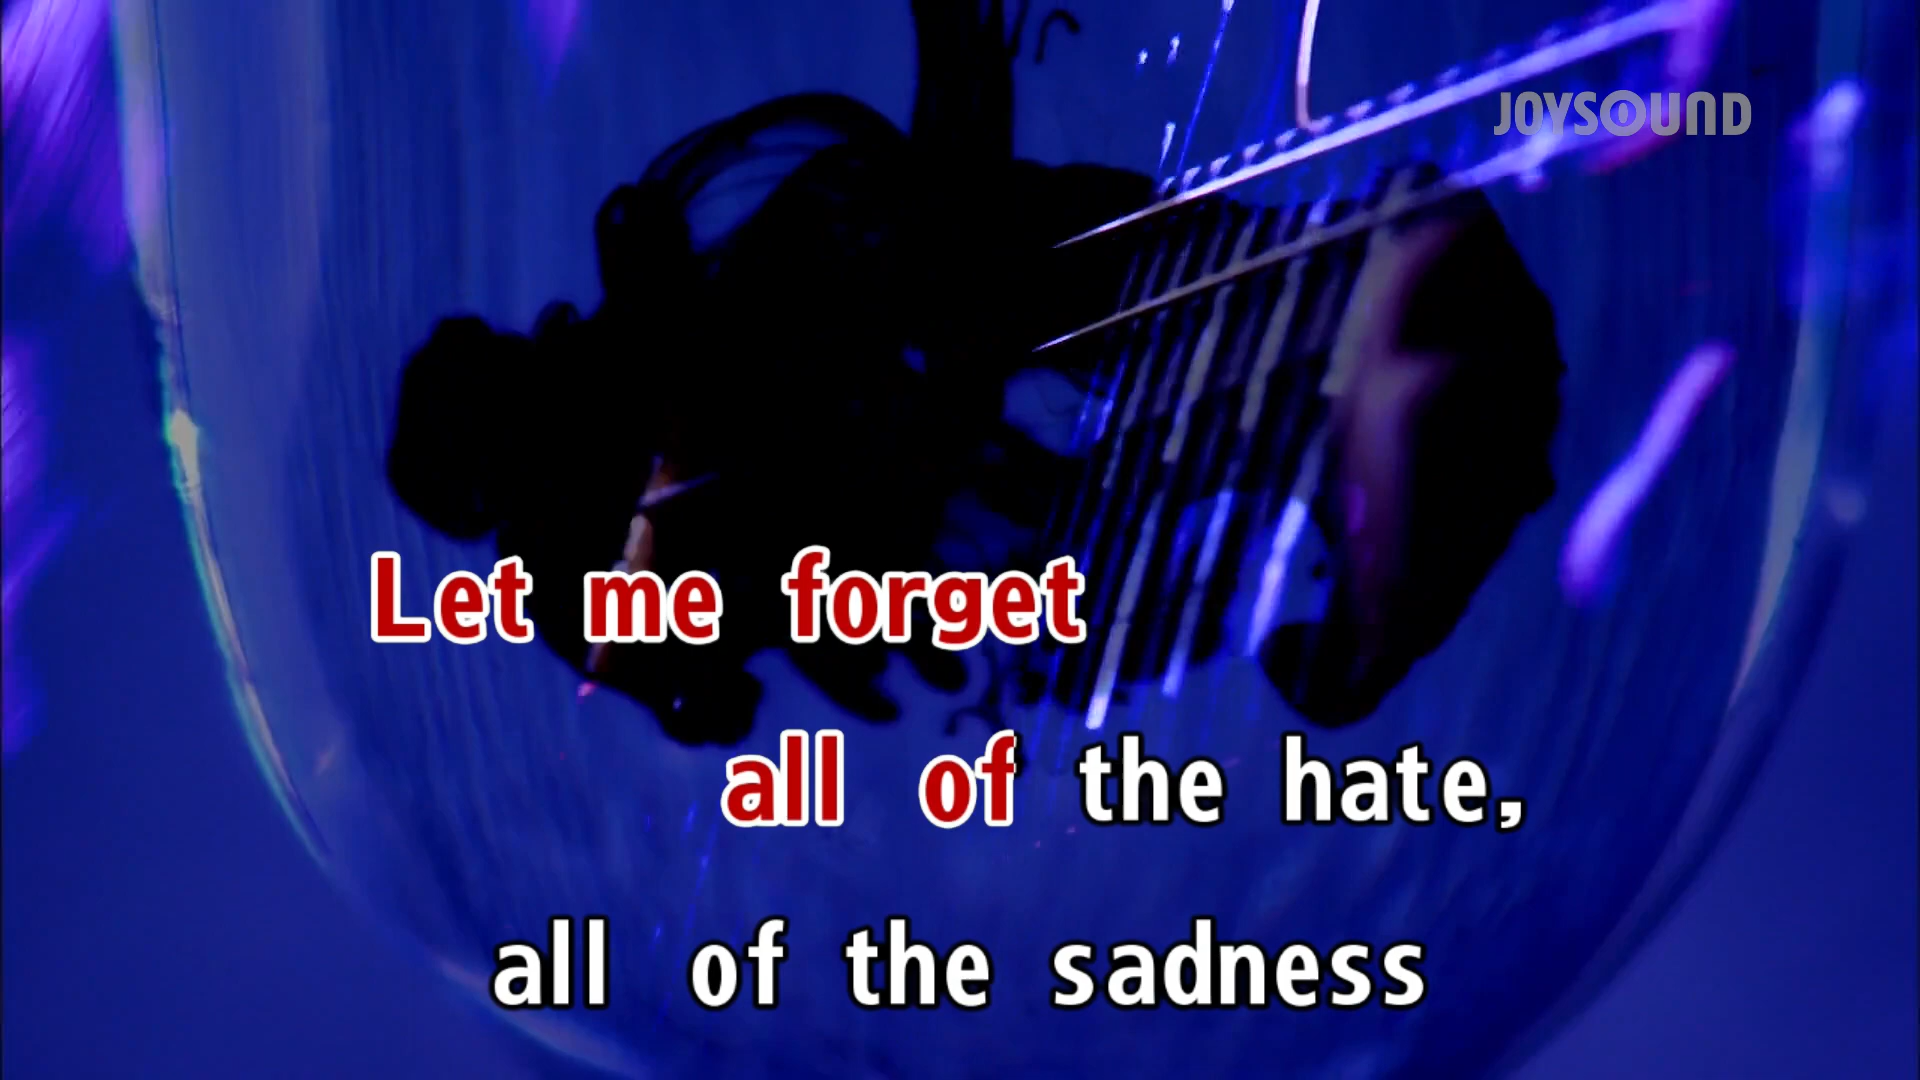 JOYSOUND
Let me forget
all of the hate,
all of the sadness